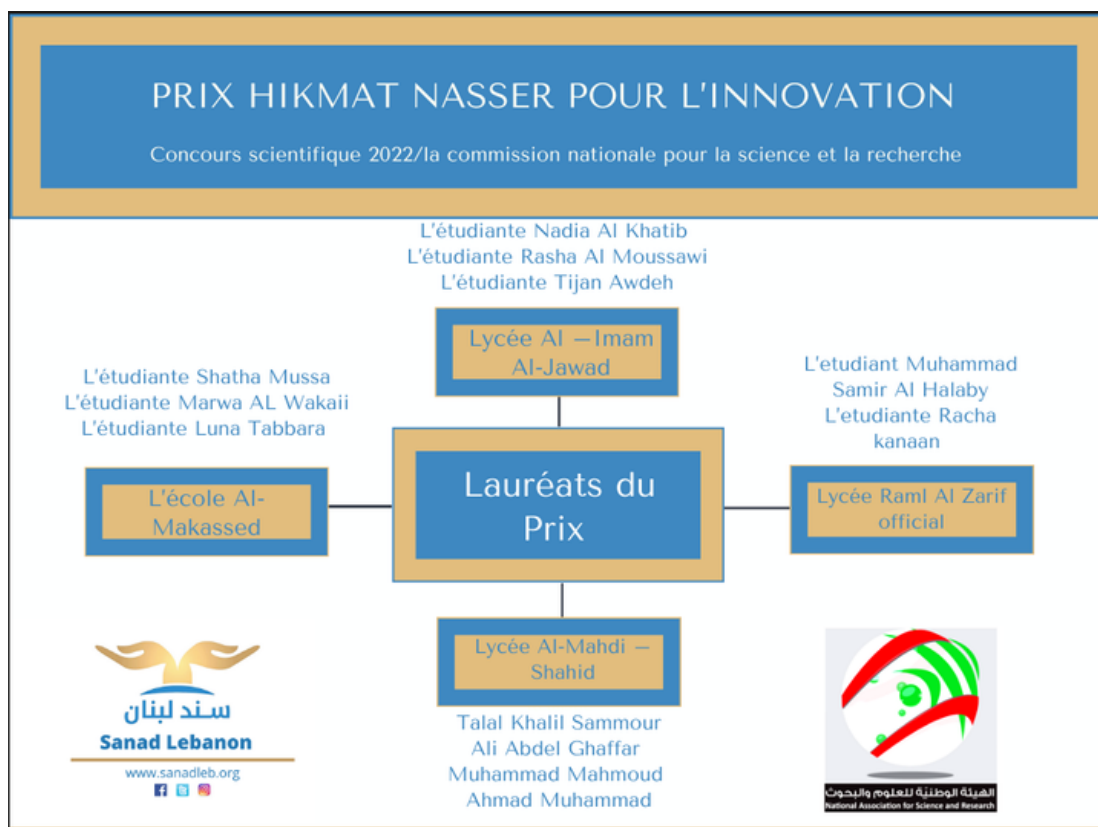 PRIX HIKMAT NASSER POUR L'INNOVATION
Concours scientifique 2022/la commission nationale pour la science et la recherche
L'étudiante Nadia Al Khatib
L'étudiante Rasha Al Moussawi
L'étudiante Tijan Awdeh
Lycée Al –Imam
Al-Jawad
L'étudiante Shatha Mussa
L'étudiante Marwa AL Wakaii
L'étudiante Luna Tabbara
L'école Al-
Makassed
Lauréats du
Prix
L'etudiant Muhammad
Samir Al Halaby
L'etudiante Racha
kanaan
Lycée Raml Al Zarif
official
Lycée Al-Mahdi –
Shahid
Talal Khalil Sammour
Ali Abdel Ghaffar
Muhammad Mahmoud
Ahmad Muhammad
سند لبنان
Sanad Lebanon
www.sanadleb.org
الهيئة الوطنيّة للعلوم والبحوث
National Association for Science and Research